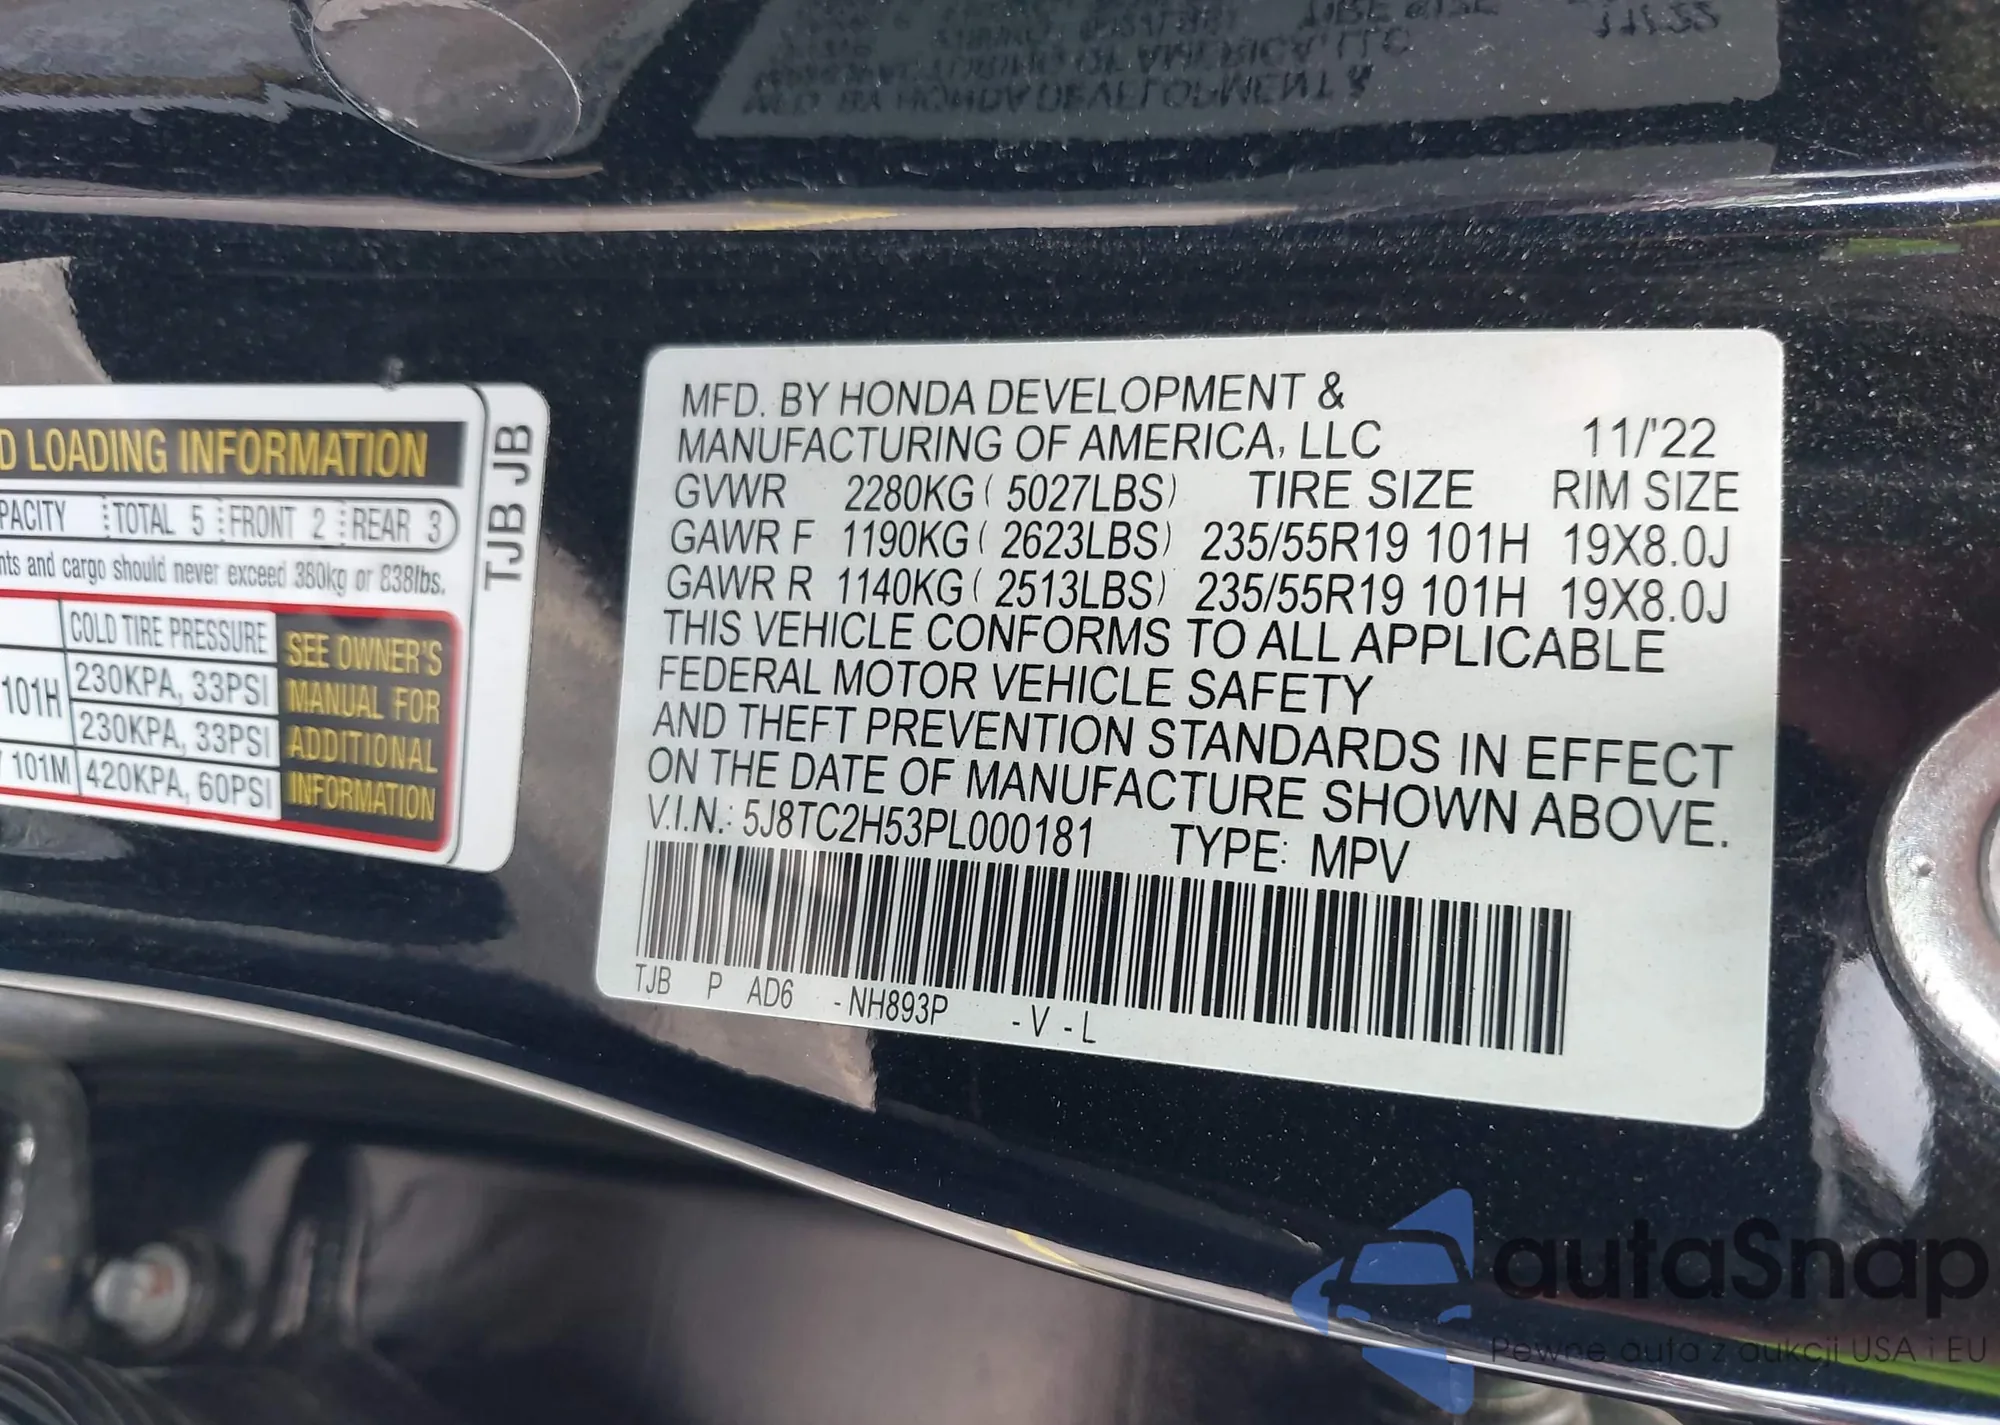 D LOADING INFORMATION
PACITY TOTAL 5 FRONT 2 REAR 3
nts and cargo should never exceed 380kg or 838lbs.
COLD TIRE PRESSURE
101H 230KPA, 33PSI
230KPA, 33PSI
101M 420KPA, 60PSI
SEE OWNER'S
MANUAL FOR
ADDITIONAL
INFORMATION
TJB JB
MFD. BY HONDA DEVELOPMENT &
MANUFACTURING OF AMERICA, LLC 11/'22
GVWR 2280KG ( 5027LBS) TIRE SIZE RIM SIZE
GAWR F 1190KG ( 2623LBS) 235/55R19 101H 19X8.0J
GAWR R 1140KG ( 2513LBS) 235/55R19 101H 19X8.0J
THIS VEHICLE CONFORMS TO ALL APPLICABLE
FEDERAL MOTOR VEHICLE SAFETY
AND THEFT PREVENTION STANDARDS IN EFFECT
ON THE DATE OF MANUFACTURE SHOWN ABOVE.
V.I.N.: 5J8TC2H53PL000181 TYPE: MPV
TJB P AD6 -NH893P -V -L
autaSnap
Pewne auta z aukcji USA i EU